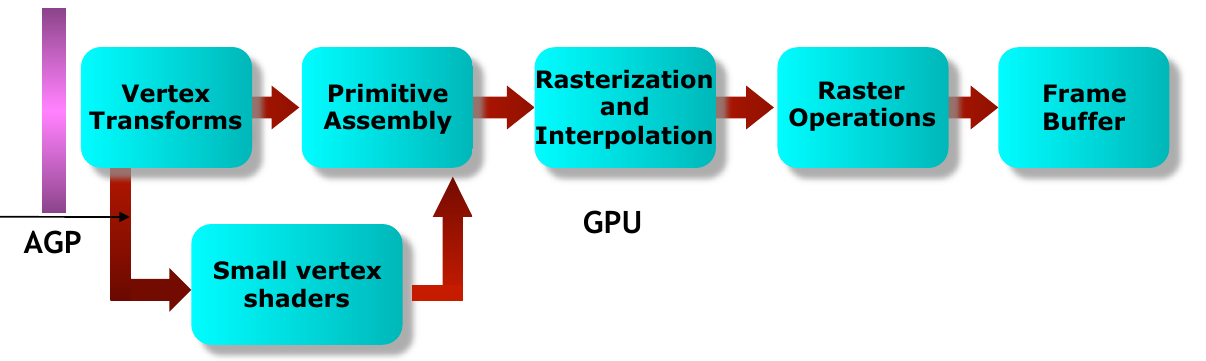 Vertex
Transforms
Primitive
Assembly
Rasterization
and
Interpolation
Raster
Operations
Frame
Buffer
AGP
GPU
Small vertex
shaders